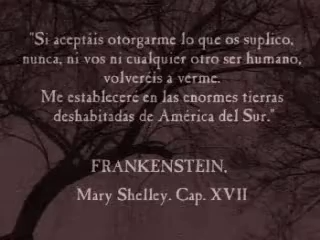 "Si aceptáis otorgarme lo que os suplico,
nunca, ni vos ni cualquier otro ser humano,
volveréis a verme.
Me estableceré en las enormes tierras
deshabitadas de América del Sur."
FRANKENSTEIN.
Mary Shelley. Cap. XVII